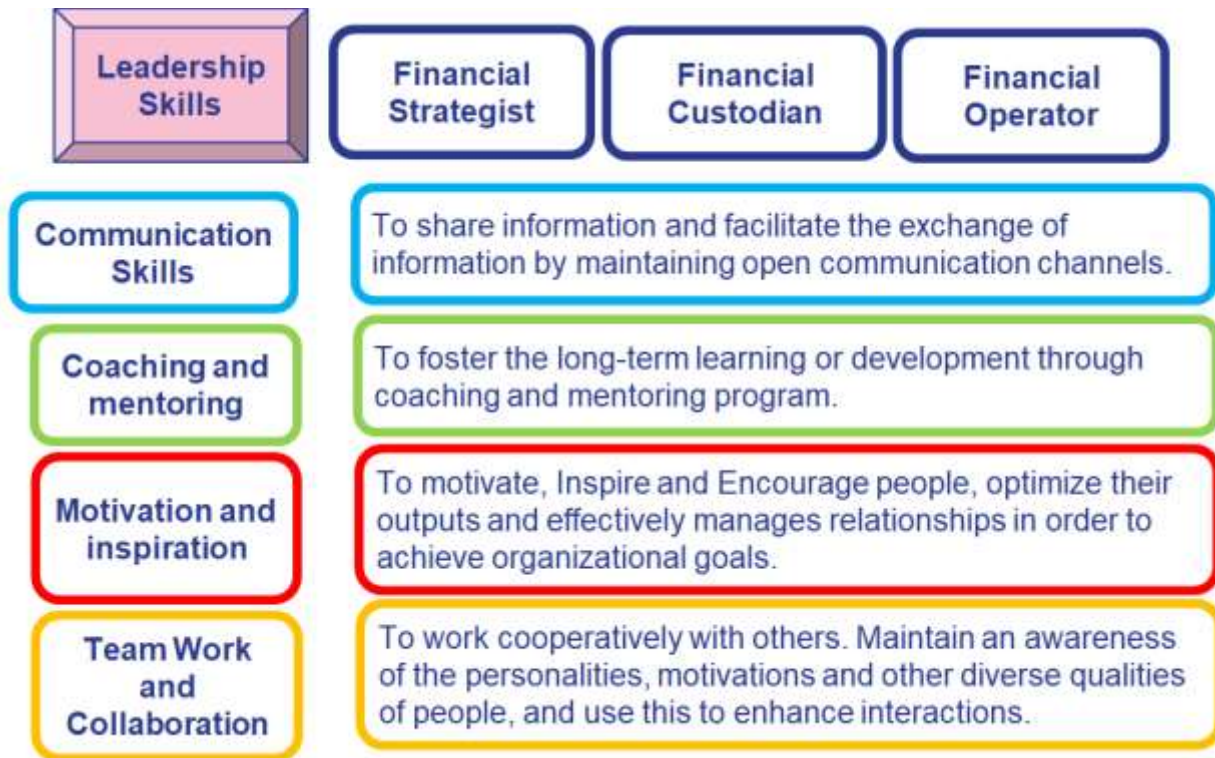 Leadership
Skills
Financial
Strategist
Financial
Custodian
Financial
Operator
Communication
Skills
To share information and facilitate the exchange of
information by maintaining open communication channels.
Coaching and
mentoring
To foster the long-term learning or development through
coaching and mentoring program.
Motivation and
inspiration
To motivate, Inspire and Encourage people, optimize their
outputs and effectively manages relationships in order to
achieve organizational goals.
Team Work
and
Collaboration
To work cooperatively with others. Maintain an awareness
of the personalities, motivations and other diverse qualities
of people, and use this to enhance interactions.